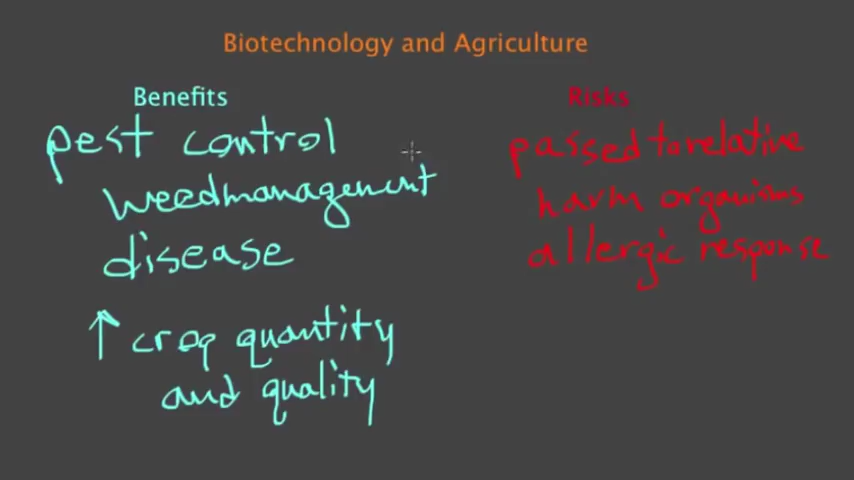 Biotechnology and Agriculture
Benefits
pest control
weedmanagement
disease
↑ crop quantity
and quality
Risks
passed to relative
harm organisms
allergic response